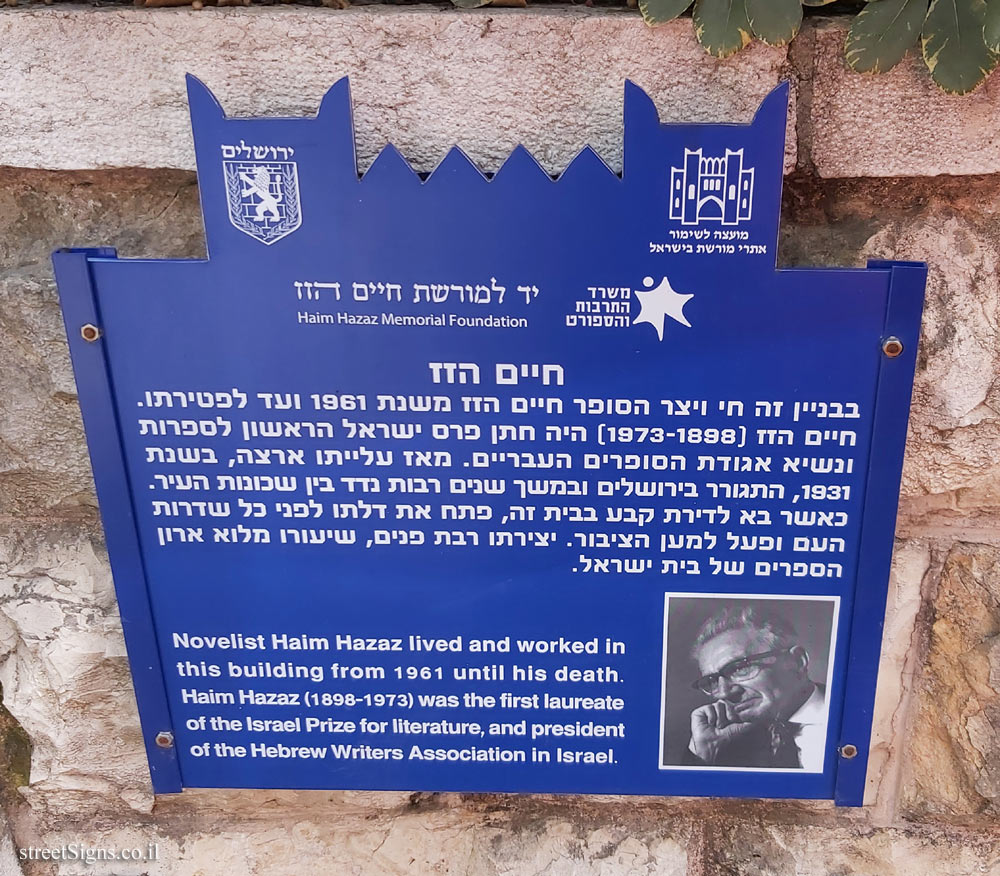 ירושלים
מועצה לשימור
אתרי מורשת בישראל
יד למורשת חיים הזז
Haim Hazaz Memorial Foundation
משרד
התרבות
והספורט
חיים הזז
בבניין זה חי ויצר הסופר חיים הזז משנת 1961 ועד לפטירתו.
חיים הזז (1973-1898) היה חתן פרס ישראל הראשון לספרות
ונשיא אגודת הסופרים העבריים. מאז עלייתו ארצה, בשנת
1931, התגורר בירושלים ובמשך שנים רבות נדד בין שכונות העיר.
כאשר בא לדירת קבע בבית זה, פתח את דלתו לפני כל שדרות
העם ופעל למען הציבור. יצירתו רבת פנים, שיעורו מלוא ארון
הספרים של בית ישראל.
Novelist Haim Hazaz lived and worked in
this building from 1961 until his death.
Haim Hazaz (1898-1973) was the first laureate
of the Israel Prize for literature, and president
of the Hebrew Writers Association in Israel.
streetSigns.co.il